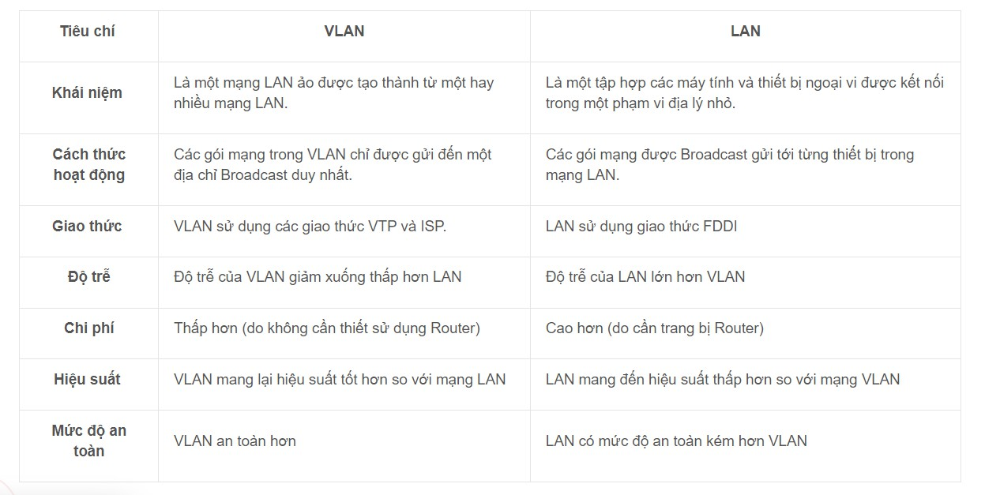 Tiêu chí
VLAN
LAN
Khái niệm
Là một mạng LAN ảo được tạo thành từ một hay
nhiều mạng LAN.
Là một tập hợp các máy tính và thiết bị ngoại vi được kết nối
trong một phạm vi địa lý nhỏ.
Cách thức
hoạt động
Các gói mạng trong VLAN chỉ được gửi đến một
địa chỉ Broadcast duy nhất.
Các gói mạng được Broadcast gửi tới từng thiết bị trong
mạng LAN.
Giao thức
VLAN sử dụng các giao thức VTP và ISP.
LAN sử dụng giao thức FDDI
Độ trễ
Độ trễ của VLAN giảm xuống thấp hơn LAN
Độ trễ của LAN lớn hơn VLAN
Chi phí
Thấp hơn (do không cần thiết sử dụng Router)
Cao hơn (do cần trang bị Router)
Hiệu suất
VLAN mang lại hiệu suất tốt hơn so với mạng LAN
LAN mang đến hiệu suất thấp hơn so với mạng VLAN
Mức độ an
toàn
VLAN an toàn hơn
LAN có mức độ an toàn kém hơn VLAN